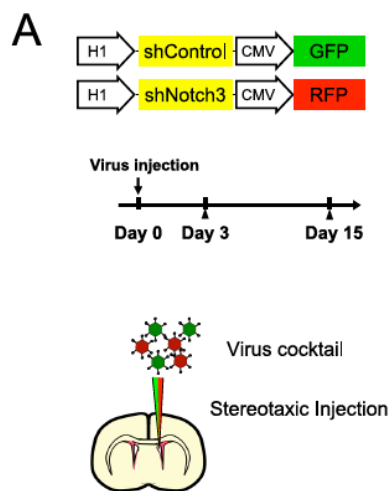 A
H1 shControl CMV GFP
H1 shNotch3 CMV RFP
Virus injection
Day 0 Day 3 Day 15
Virus cocktail
Stereotaxic Injection